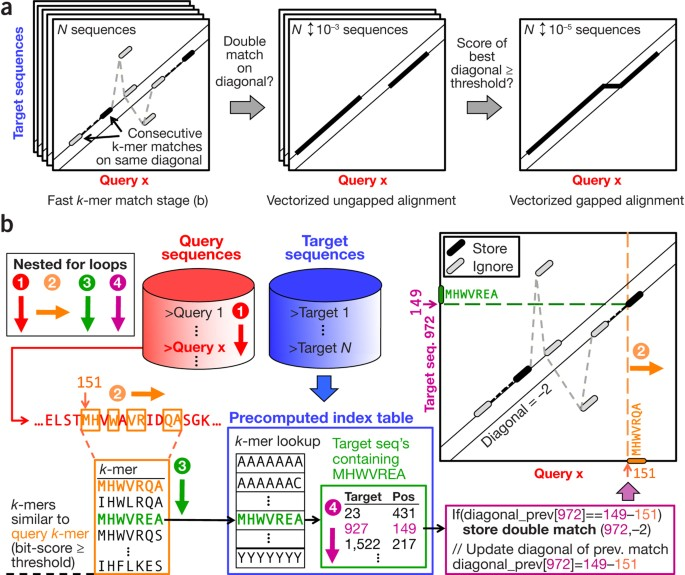 a
Target sequences
N sequences
Consecutive
k-mer matches
on same diagonal
Query x
Fast k-mer match stage (b)
Double
match
on
diagonal?
N ↕ 10⁻³ sequences
Query x
Vectorized ungapped alignment
Score of
best
diagonal ≥
threshold?
N ↕ 10⁻⁵ sequences
Query x
Vectorized gapped alignment
b
Nested for loops
1 2 3 4
Query
sequences
>Query 1
⋮
>Query x
1
Target
sequences
>Target 1
⋮
>Target N
151
2
...ELSTMHVWAVRIDQASGK...
k-mers
similar to
query k-mer
(bit-score ≥
threshold)
k-mer
MHWVRQA
IHWLRQA
MHWVREA
MHWVRQS
⋮
IHFLKES
3
Precomputed index table
k-mer lookup
AAAAAAA
AAAAAAC
⋮
MHWVREA
⋮
YYYYYYY
Target seq's
containing
MHWVREA
4
Target Pos
23 431
927 149
1,522 217
⋮
Store
Ignore
149
Target seq. 972
MHWVREA
Diagonal = –2
2
MHWVRQA
Query x
151
If(diagonal_prev[972]==149–151)
store double match (972,–2)
// Update diagonal of prev. match
diagonal_prev[972]=149–151